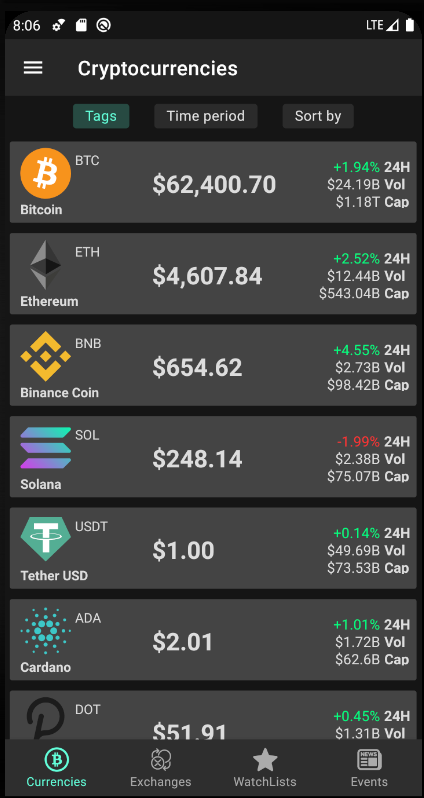 8:06 LTE
Cryptocurrencies
Tags Time period Sort by
BTC
Bitcoin
$62,400.70
+1.94% 24H
$24.19B Vol
$1.18T Cap
ETH
Ethereum
$4,607.84
+2.52% 24H
$12.44B Vol
$543.04B Cap
BNB
Binance Coin
$654.62
+4.55% 24H
$2.73B Vol
$98.42B Cap
SOL
Solana
$248.14
-1.99% 24H
$2.38B Vol
$75.07B Cap
USDT
Tether USD
$1.00
+0.14% 24H
$49.69B Vol
$73.53B Cap
ADA
Cardano
$2.01
+1.01% 24H
$1.72B Vol
$62.6B Cap
DOT
$51.91
+0.45% 24H
$1.31B Vol
Currencies Exchanges WatchLists Events
NEWS